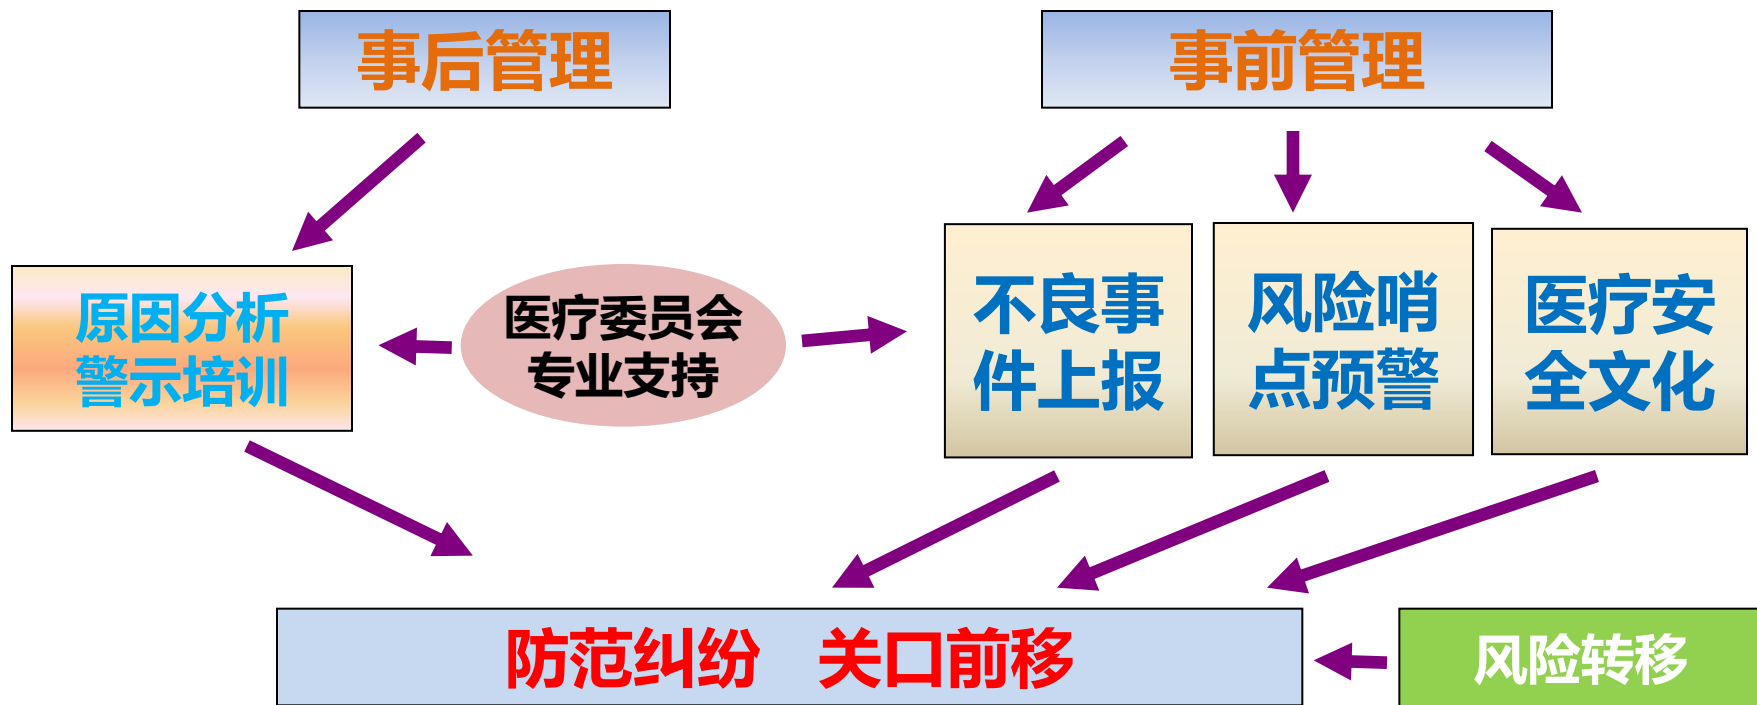 事后管理
事前管理
原因分析
警示培训
医疗委员会
专业支持
不良事
件上报
风险哨
点预警
医疗安
全文化
防范纠纷 关口前移
风险转移